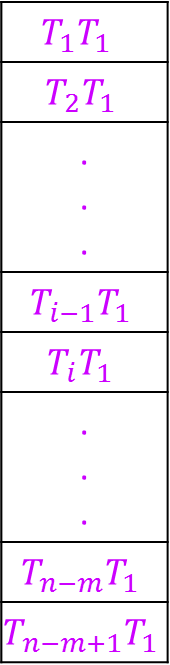 T₁T₁
T₂T₁
.
.
.
Tᵢ₋₁T₁
TᵢT₁
.
.
.
Tₙ₋ₘT₁
Tₙ₋ₘ₊₁T₁